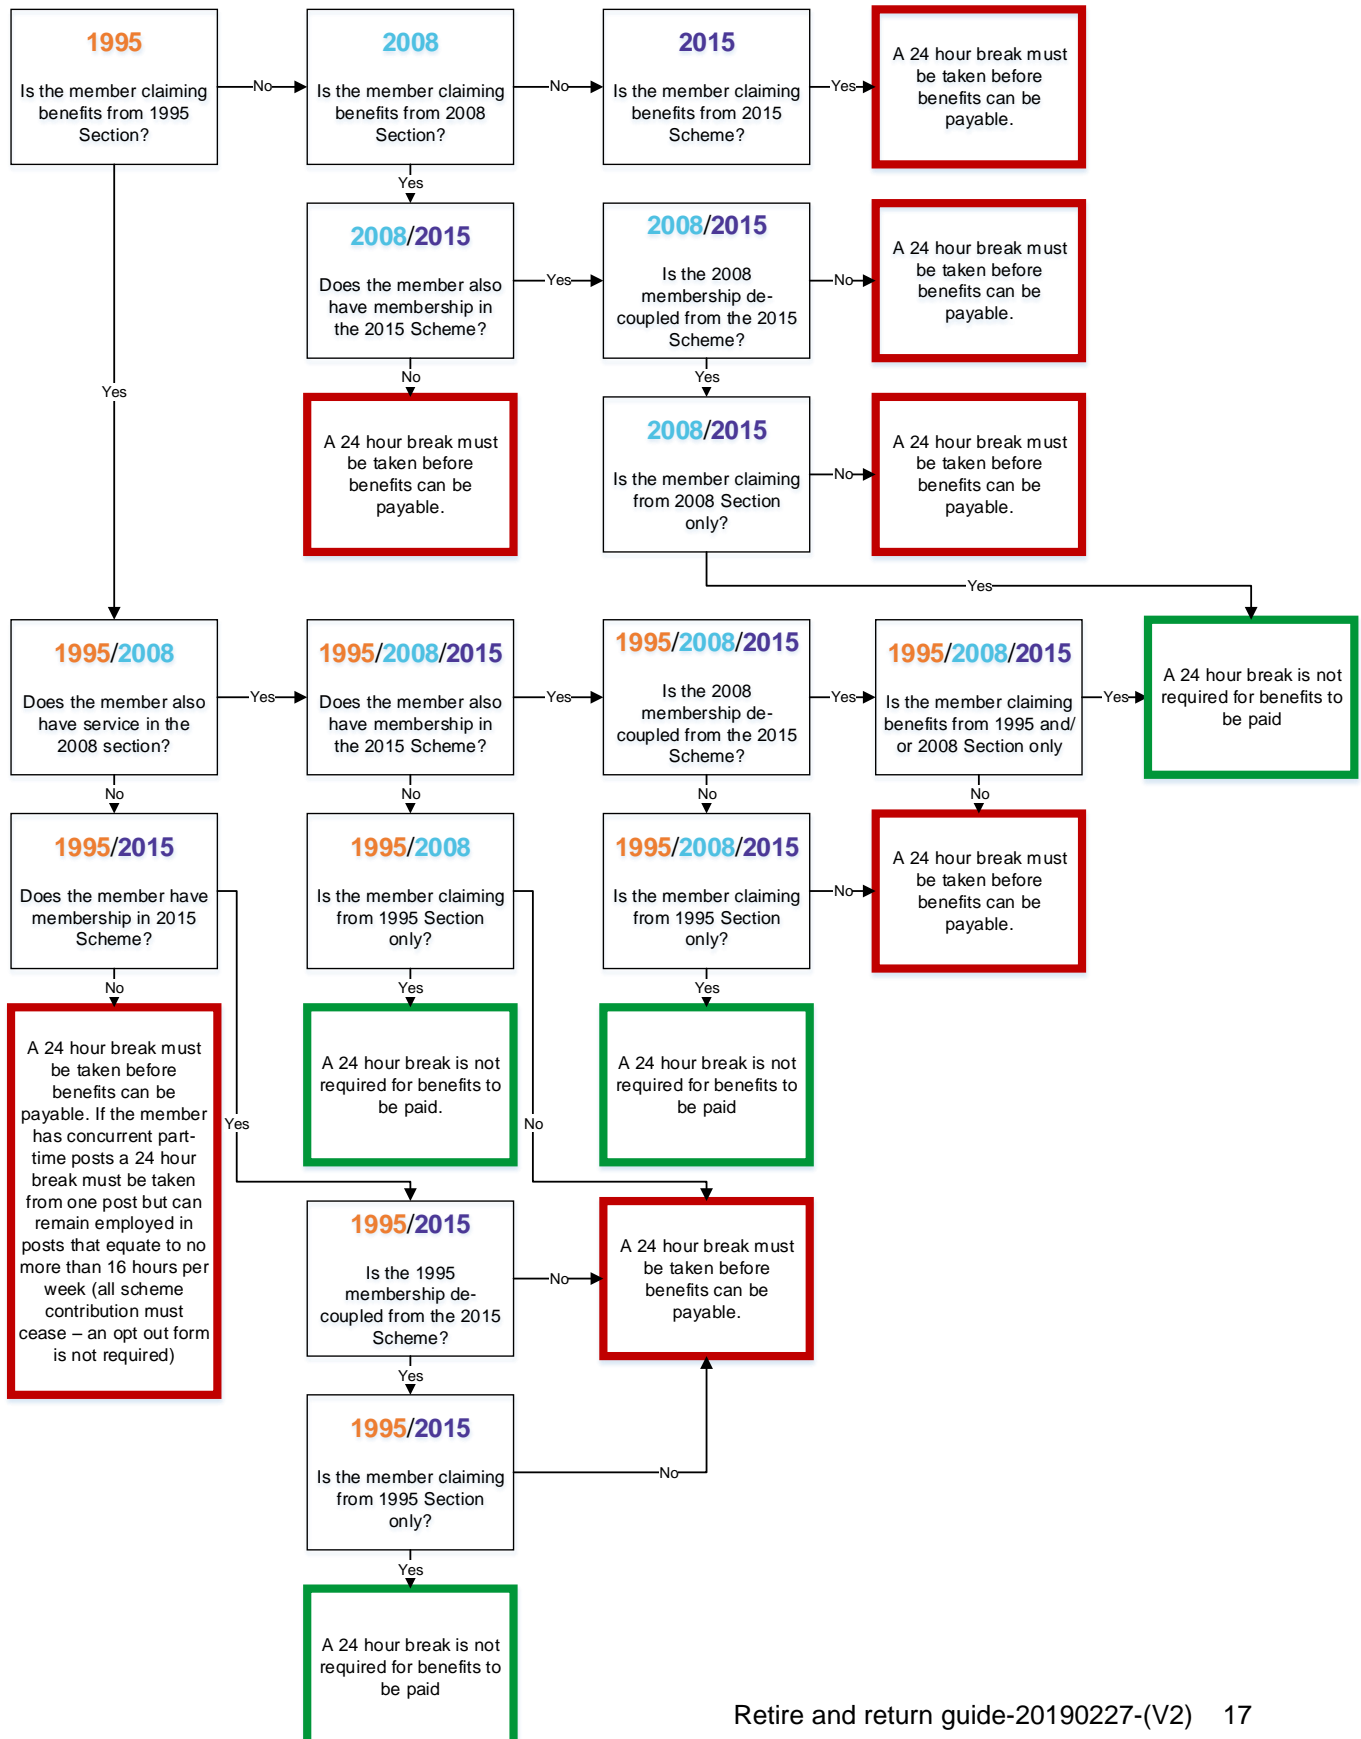 1995
Is the member claiming
benefits from 1995
Section?
No
2008
Is the member claiming
benefits from 2008
Section?
No
2015
Is the member claiming
benefits from 2015
Scheme?
Yes
A 24 hour break must
be taken before
benefits can be
payable.
Yes
2008/2015
Does the member also
have membership in
the 2015 Scheme?
Yes
2008/2015
Is the 2008
membership de-
coupled from the 2015
Scheme?
No
A 24 hour break must
be taken before
benefits can be
payable.
Yes
No
Yes
A 24 hour break must
be taken before
benefits can be
payable.
2008/2015
Is the member claiming
from 2008 Section
only?
No
A 24 hour break must
be taken before
benefits can be
payable.
Yes
1995/2008
Does the member also
have service in the
2008 section?
Yes
1995/2008/2015
Does the member also
have membership in
the 2015 Scheme?
Yes
1995/2008/2015
Is the 2008
membership de-
coupled from the 2015
Scheme?
Yes
1995/2008/2015
Is the member claiming
benefits from 1995 and/
or 2008 Section only
Yes
A 24 hour break is not
required for benefits to
be paid
No
No
No
No
1995/2015
Does the member have
membership in 2015
Scheme?
1995/2008
Is the member claiming
from 1995 Section
only?
1995/2008/2015
Is the member claiming
from 1995 Section
only?
No
A 24 hour break must
be taken before
benefits can be
payable.
No
Yes
Yes
A 24 hour break must
be taken before
benefits can be
payable. If the member
has concurrent part-
time posts a 24 hour
break must be taken
from one post but can
remain employed in
posts that equate to no
more than 16 hours per
week (all scheme
contribution must
cease – an opt out form
is not required)
Yes
A 24 hour break is not
required for benefits to
be paid.
No
A 24 hour break is not
required for benefits to
be paid
1995/2015
Is the 1995
membership de-
coupled from the 2015
Scheme?
No
A 24 hour break must
be taken before
benefits can be
payable.
Yes
1995/2015
Is the member claiming
from 1995 Section
only?
No
Yes
A 24 hour break is not
required for benefits to
be paid
Retire and return guide-20190227-(V2) 17